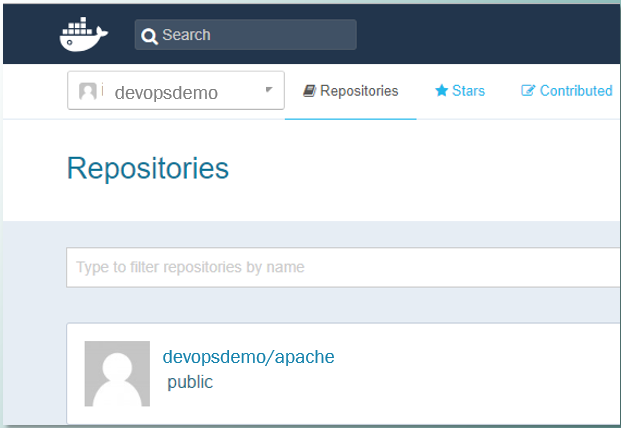 Search
devopsdemo
Repositories
Stars
Contributed
Repositories
Type to filter repositories by name
devopsdemo/apache
public